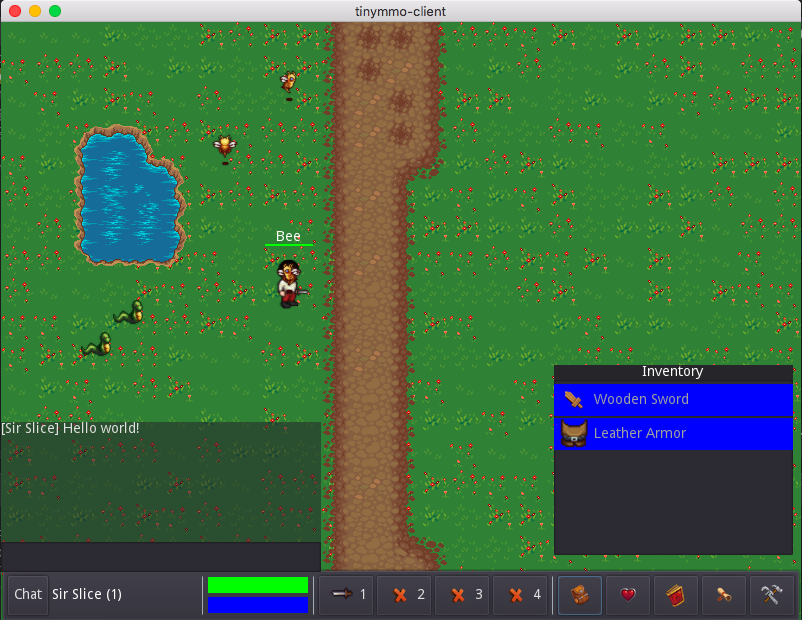 tinymmo-client
Bee
Inventory
Wooden Sword
Leather Armor
[Sir Slice] Hello world!
Chat
Sir Slice (1)
1
2
3
4